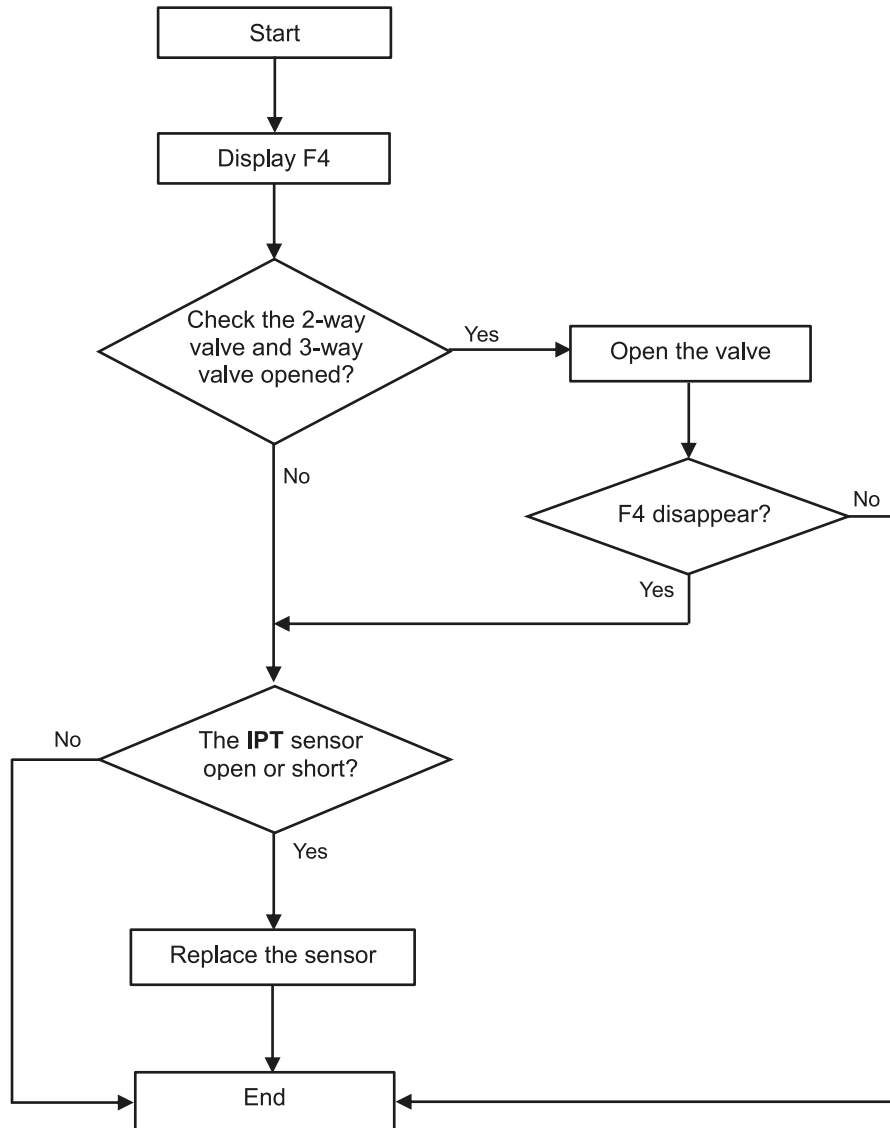 Start
Display F4
Check the 2-way
valve and 3-way
valve opened?
Yes
Open the valve
No
F4 disappear?
No
Yes
No
The IPT sensor
open or short?
Yes
Replace the sensor
End